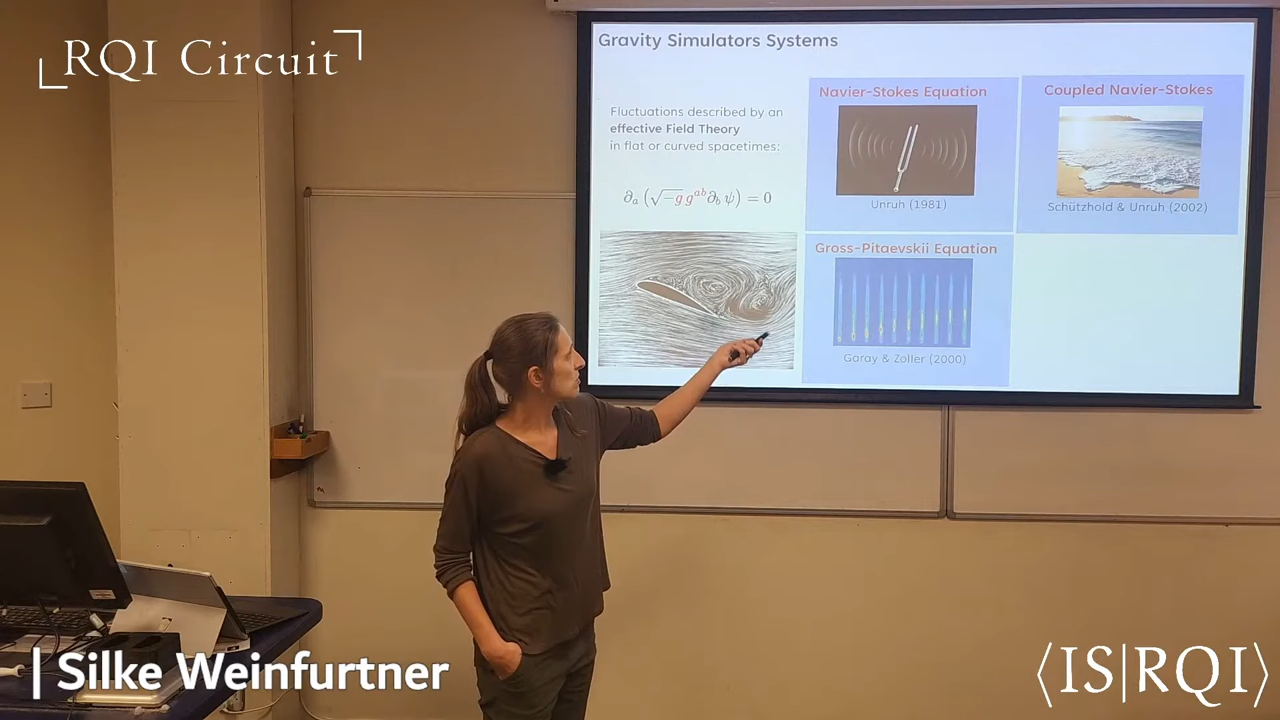 RQI Circuit
Gravity Simulators Systems
Fluctuations described by an
effective Field Theory
in flat or curved spacetimes:
∂ₐ (√−g gᵃᵇ∂_b ψ) = 0
Navier-Stokes Equation
Unruh (1981)
Coupled Navier-Stokes
Schützhold & Unruh (2002)
Gross-Pitaevskii Equation
Garay & Zoller (2000)
| Silke Weinfurtner
⟨IS|RQI⟩